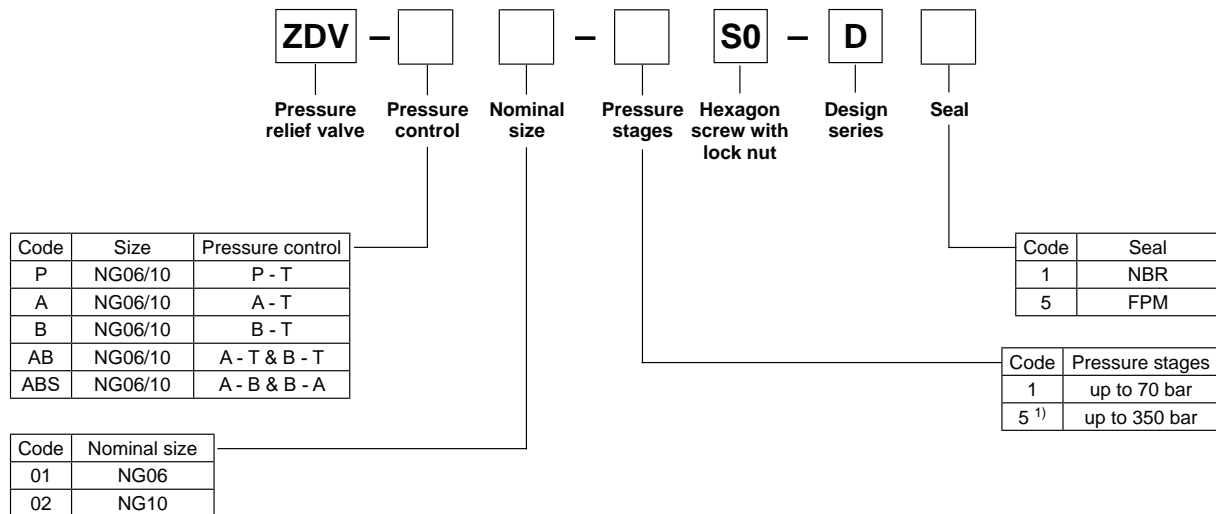 ZDV – – S0 – D
Pressure relief valve
Pressure control
Nominal size
Pressure stages
Hexagon screw with lock nut
Design series
Seal
Code Size Pressure control
P NG06/10 P - T
A NG06/10 A - T
B NG06/10 B - T
AB NG06/10 A - T & B - T
ABS NG06/10 A - B & B - A
Code Seal
1 NBR
5 FPM
Code Pressure stages
1 up to 70 bar
5 1) up to 350 bar
Code Nominal size
01 NG06
02 NG10